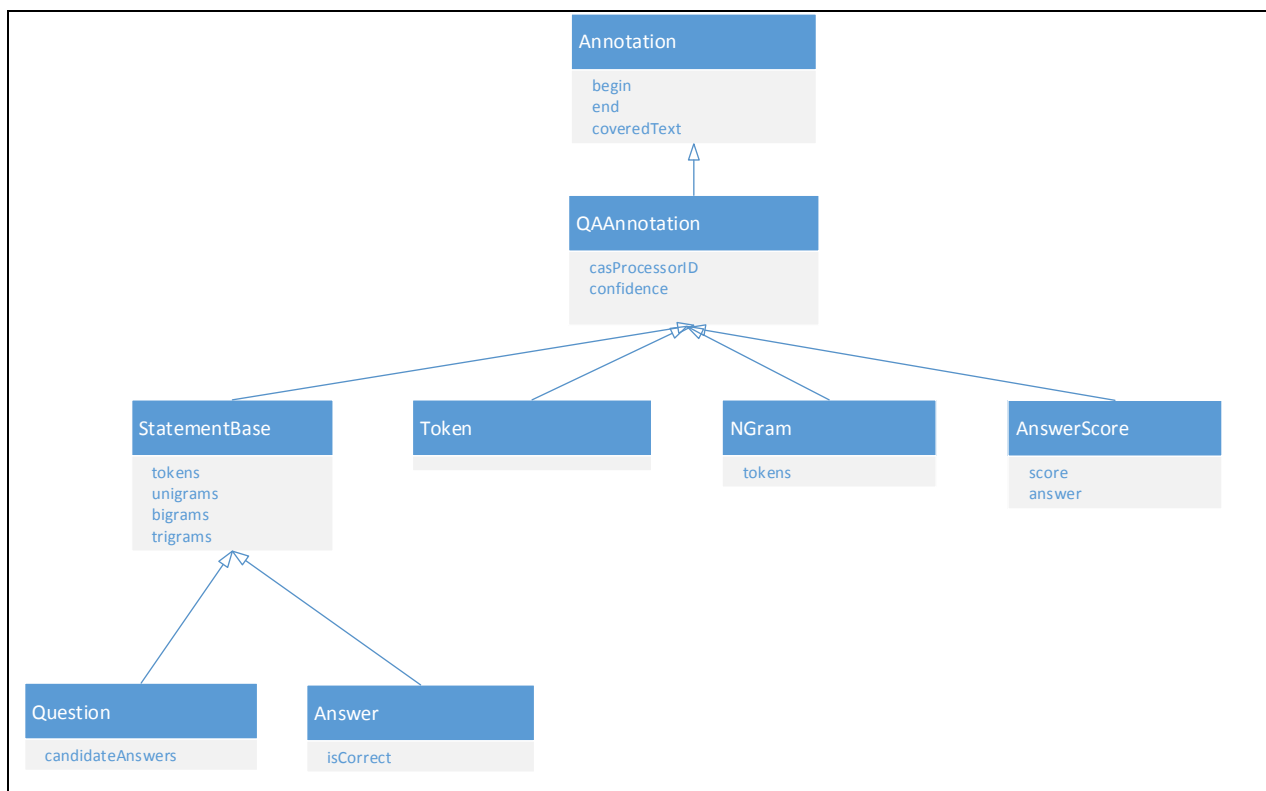 Annotation
begin
end
coveredText
QAAnnotation
casProcessorID
confidence
StatementBase
tokens
unigrams
bigrams
trigrams
Token
NGram
tokens
AnswerScore
score
answer
Question
candidateAnswers
Answer
isCorrect